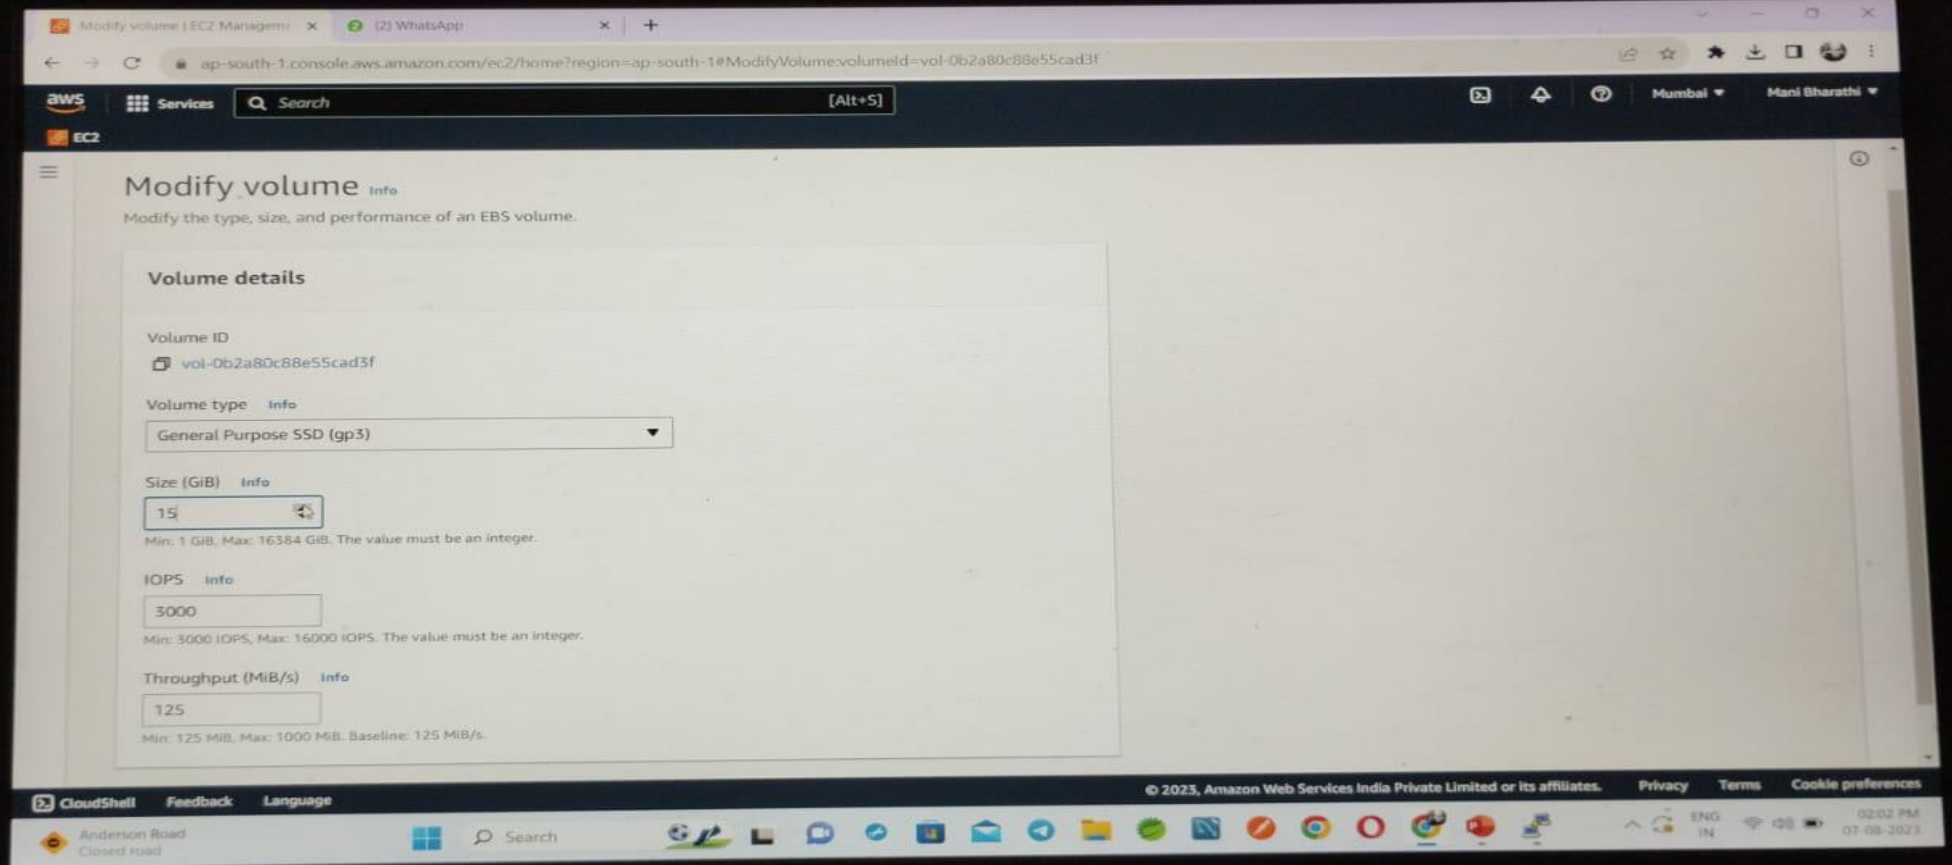 Modify volume | EC2 Managem
(2) WhatsApp
ap-south-1.console.aws.amazon.com/ec2/home?region=ap-south-1#ModifyVolume:volumeId=vol-0b2a80c88e55cad3f
aws
Services
Search
[Alt+S]
Mumbai
Mani Bharathi
EC2
Modify volume Info
Modify the type, size, and performance of an EBS volume.
Volume details
Volume ID
vol-0b2a80c88e55cad3f
Volume type Info
General Purpose SSD (gp3)
Size (GiB) Info
15
Min: 1 GiB, Max: 16384 GiB. The value must be an integer.
IOPS Info
3000
Min: 3000 IOPS, Max: 16000 IOPS. The value must be an integer.
Throughput (MiB/s) Info
125
Min: 125 MiB, Max: 1000 MiB. Baseline: 125 MiB/s.
CloudShell Feedback Language
© 2023, Amazon Web Services India Private Limited or its affiliates. Privacy Terms Cookie preferences
Anderson Road
Closed road
Search
ENG
IN
02:02 PM
07-08-2023